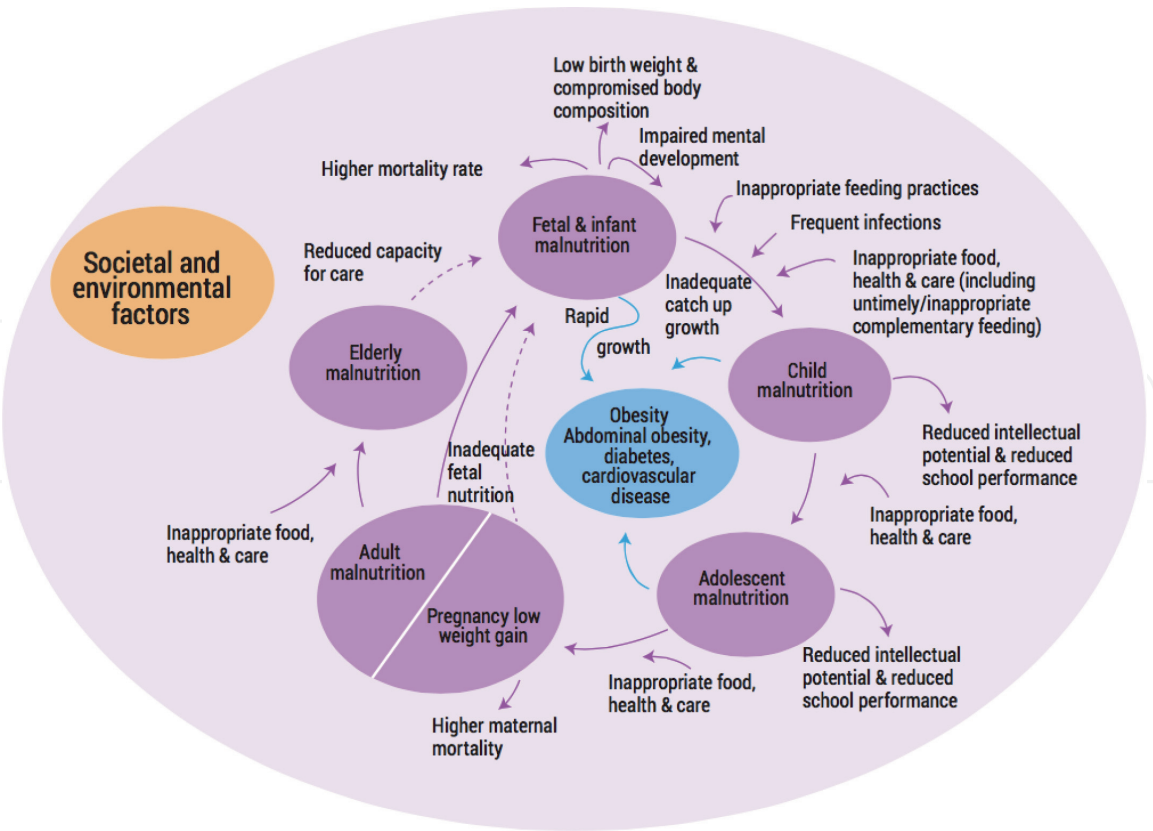 Low birth weight &
compromised body
composition
Impaired mental
development
Higher mortality rate
Inappropriate feeding practices
Fetal & infant
malnutrition
Frequent infections
Societal and
environmental
factors
Reduced capacity
for care
Inappropriate food,
health & care (including
untimely/inappropriate
complementary feeding)
Inadequate
catch up
growth
Rapid
growth
Elderly
malnutrition
Child
malnutrition
Obesity
Abdominal obesity,
diabetes,
cardiovascular
disease
Reduced intellectual
potential & reduced
school performance
Inadequate
fetal
nutrition
Inappropriate food,
health & care
Inappropriate food,
health & care
Adult
malnutrition
Pregnancy low
weight gain
Adolescent
malnutrition
Reduced intellectual
potential & reduced
school performance
Inappropriate food,
health & care
Higher maternal
mortality